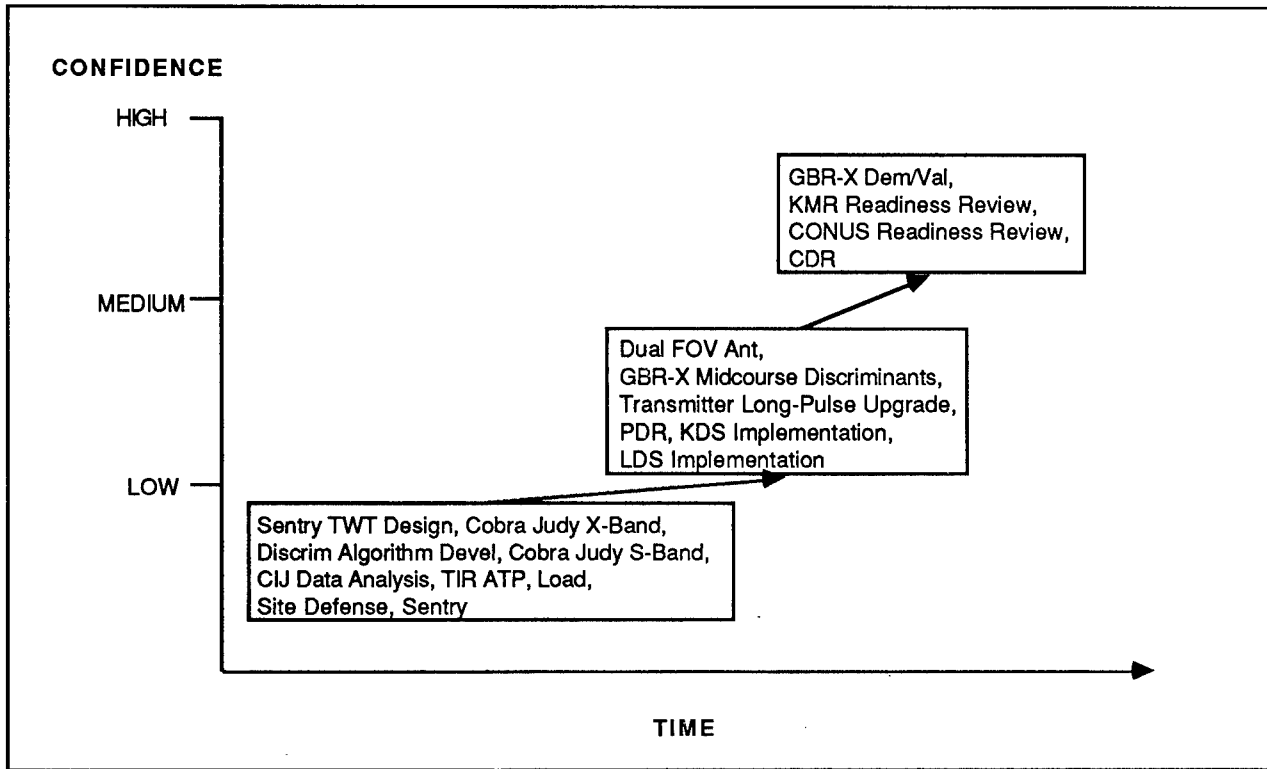 CONFIDENCE
HIGH
GBR-X Dem/Val,
KMR Readiness Review,
CONUS Readiness Review,
CDR
MEDIUM
Dual FOV Ant,
GBR-X Midcourse Discriminants,
Transmitter Long-Pulse Upgrade,
PDR, KDS Implementation,
LDS Implementation
LOW
Sentry TWT Design, Cobra Judy X-Band,
Discrim Algorithm Devel, Cobra Judy S-Band,
CIJ Data Analysis, TIR ATP, Load,
Site Defense, Sentry
TIME